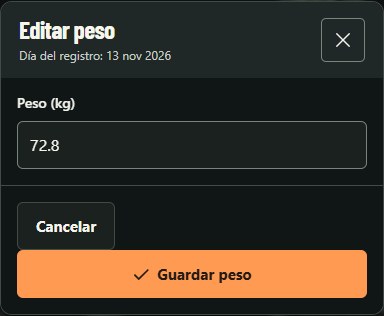 Editar peso
Día del registro: 13 nov 2026
Peso (kg)
72.8
Cancelar
Guardar peso